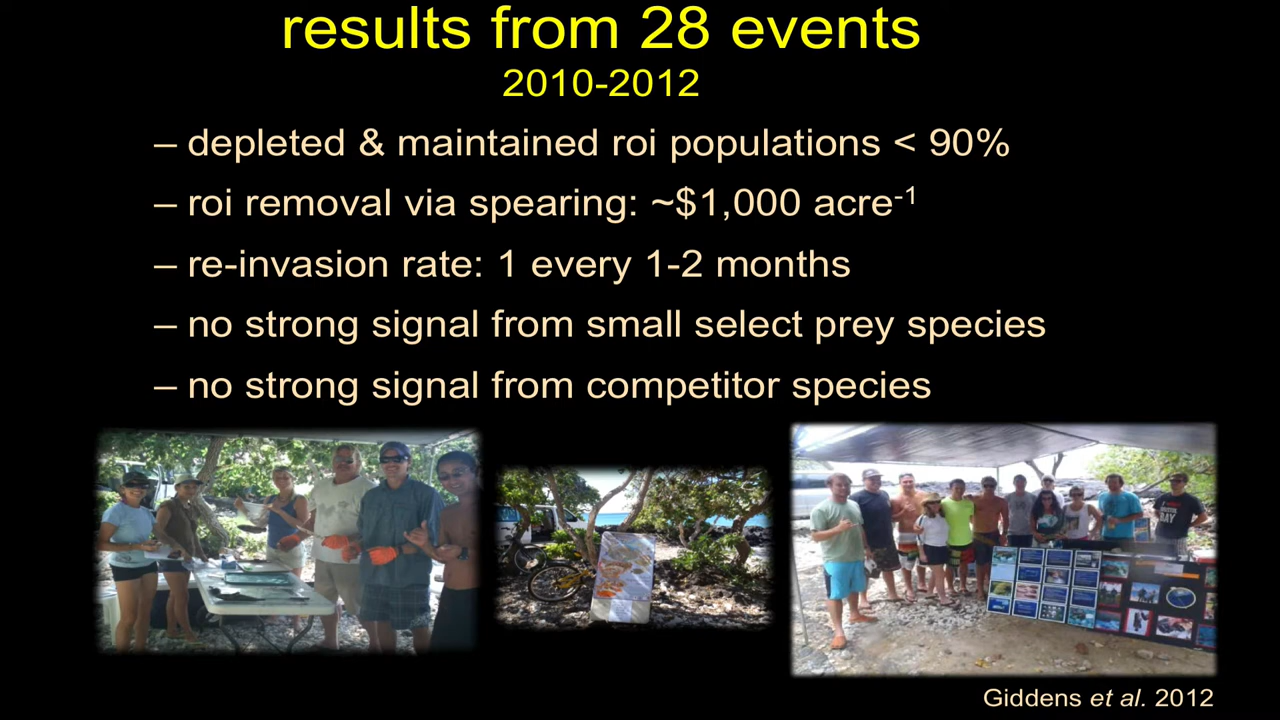 results from 28 events
2010-2012
– depleted & maintained roi populations < 90%
– roi removal via spearing: ~$1,000 acre⁻¹
– re-invasion rate: 1 every 1-2 months
– no strong signal from small select prey species
– no strong signal from competitor species
Giddens et al. 2012